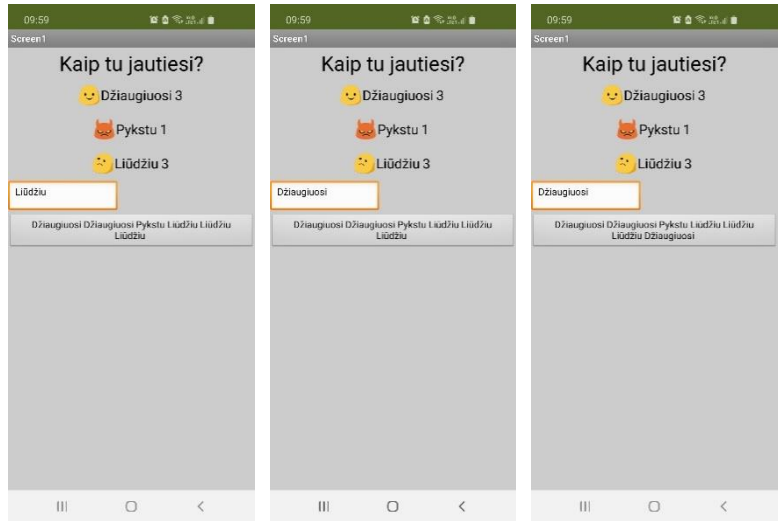 09:59
Screen1
Kaip tu jautiesi?
Džiaugiuosi 3
Pykstu 1
Liūdžiu 3
Liūdžiu
Džiaugiuosi Džiaugiuosi Pykstu Liūdžiu Liūdžiu
Liūdžiu
09:59
Screen1
Kaip tu jautiesi?
Džiaugiuosi 3
Pykstu 1
Liūdžiu 3
Džiaugiuosi
Džiaugiuosi Džiaugiuosi Pykstu Liūdžiu Liūdžiu
Liūdžiu
09:59
Screen1
Kaip tu jautiesi?
Džiaugiuosi 3
Pykstu 1
Liūdžiu 3
Džiaugiuosi
Džiaugiuosi Džiaugiuosi Pykstu Liūdžiu Liūdžiu
Liūdžiu Džiaugiuosi